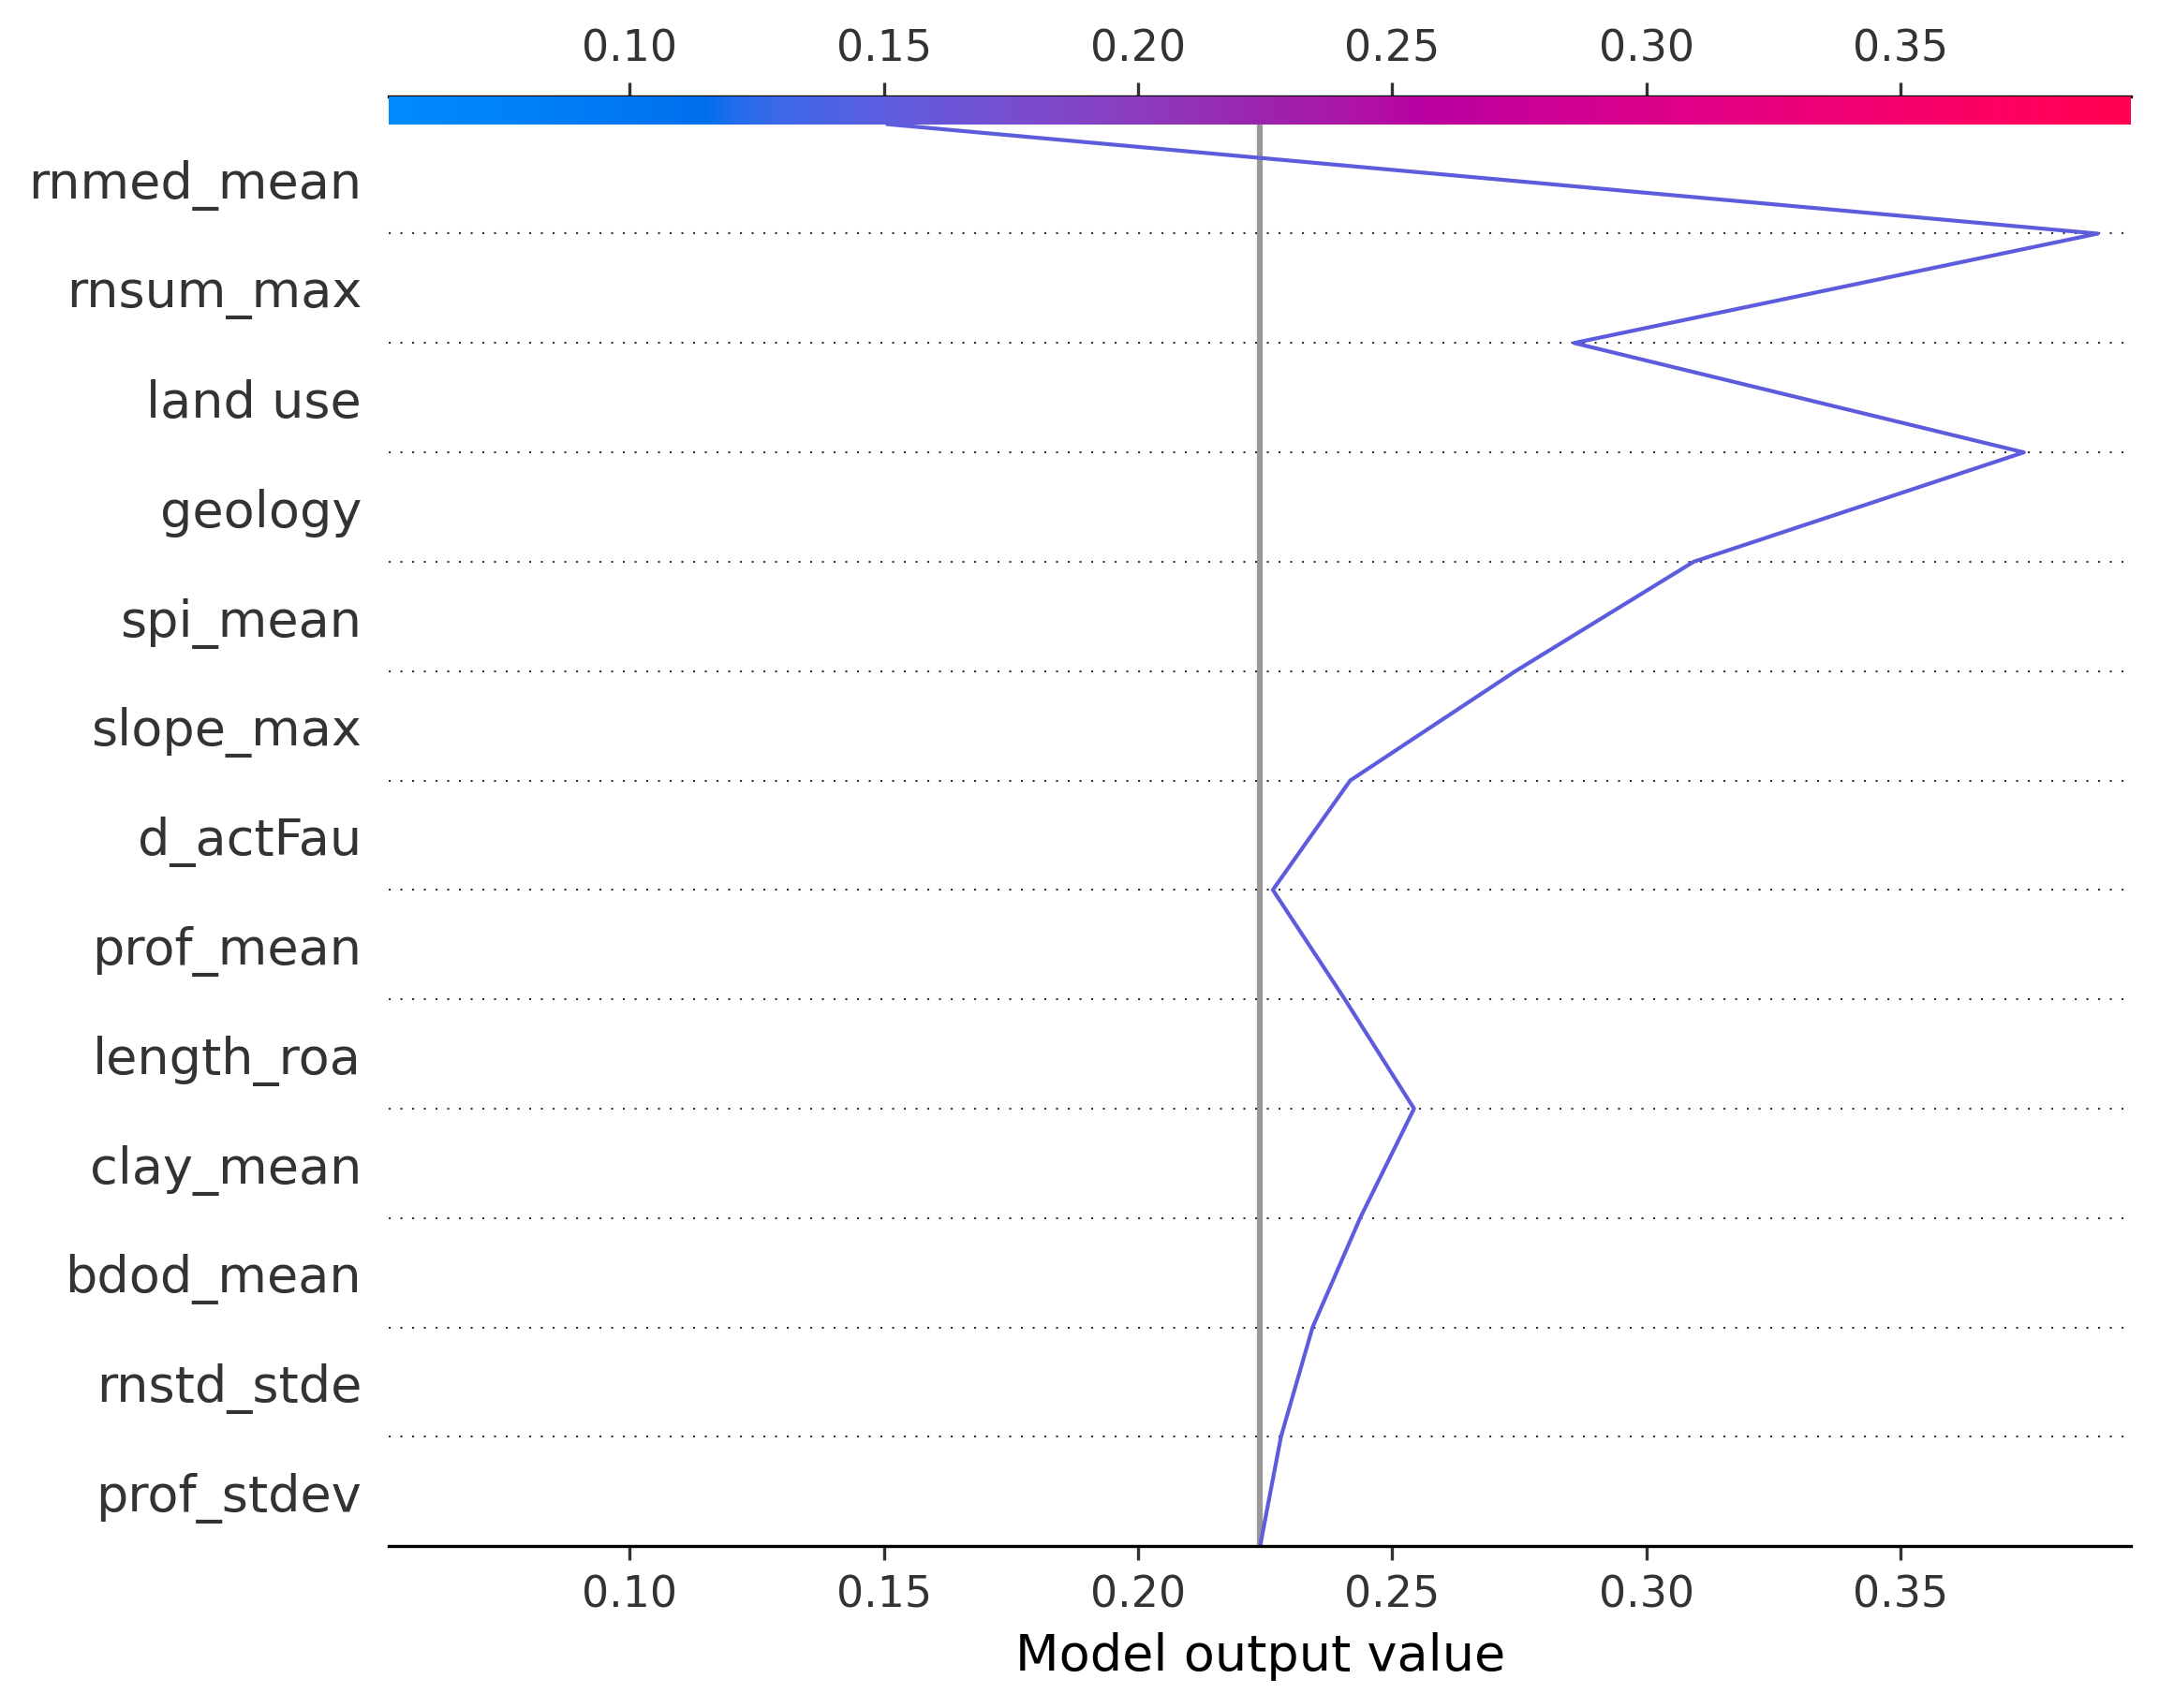 0.10 0.15 0.20 0.25 0.30 0.35
rnmed_mean
rnsum_max
land use
geology
spi_mean
slope_max
d_actFau
prof_mean
length_roa
clay_mean
bdod_mean
rnstd_stde
prof_stdev
0.10 0.15 0.20 0.25 0.30 0.35
Model output value